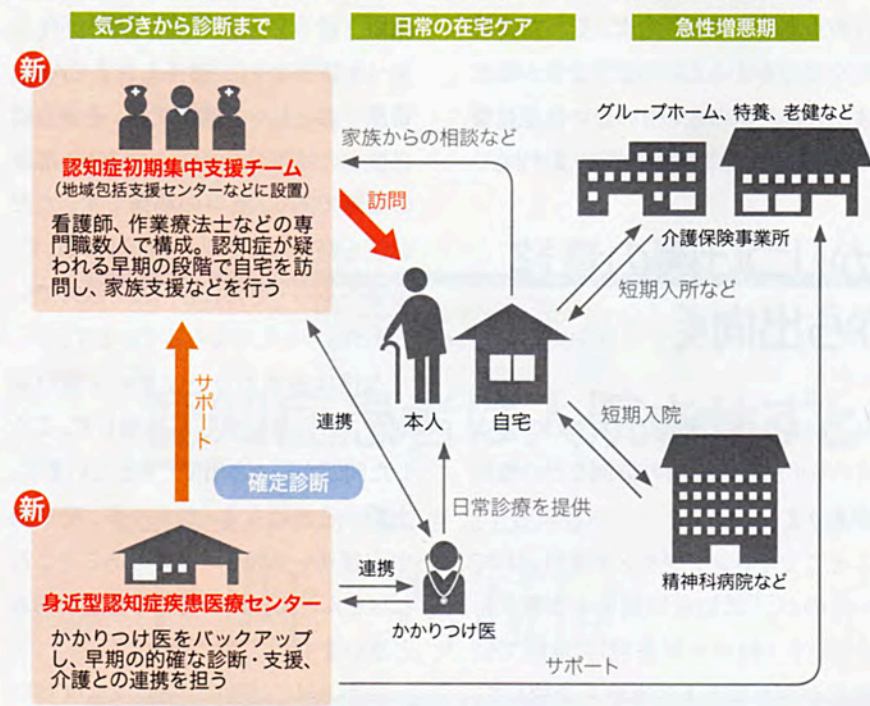 気づきから診断まで
日常の在宅ケア
急性増悪期
新
認知症初期集中支援チーム
(地域包括支援センターなどに設置)
看護師、作業療法士などの専
門職数人で構成。認知症が疑
われる早期の段階で自宅を訪
問し、家族支援などを行う
家族からの相談など
訪問
グループホーム、特養、老健など
介護保険事業所
短期入所など
サポート
連携
本人
自宅
短期入院
確定診断
日常診療を提供
精神科病院など
新
身近型認知症疾患医療センター
かかりつけ医をバックアップ
し、早期の的確な診断・支援、
介護との連携を担う
連携
かかりつけ医
サポート